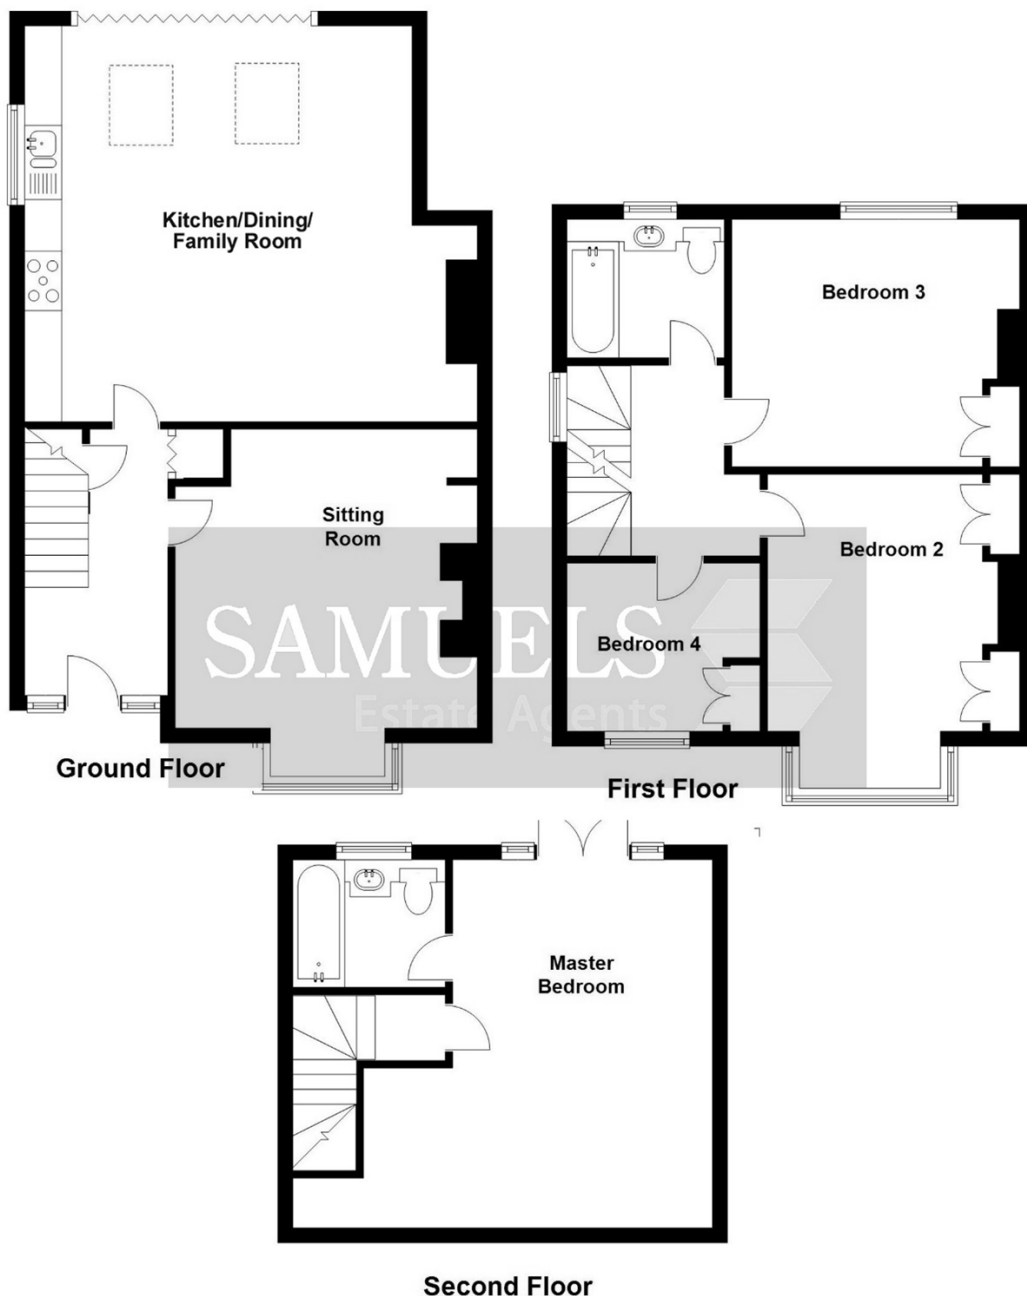 Kitchen/Dining/
Family Room
Sitting
Room
Ground Floor
Bedroom 3
Bedroom 2
Bedroom 4
First Floor
SAMUELS
Estate Agents
Master
Bedroom
Second Floor